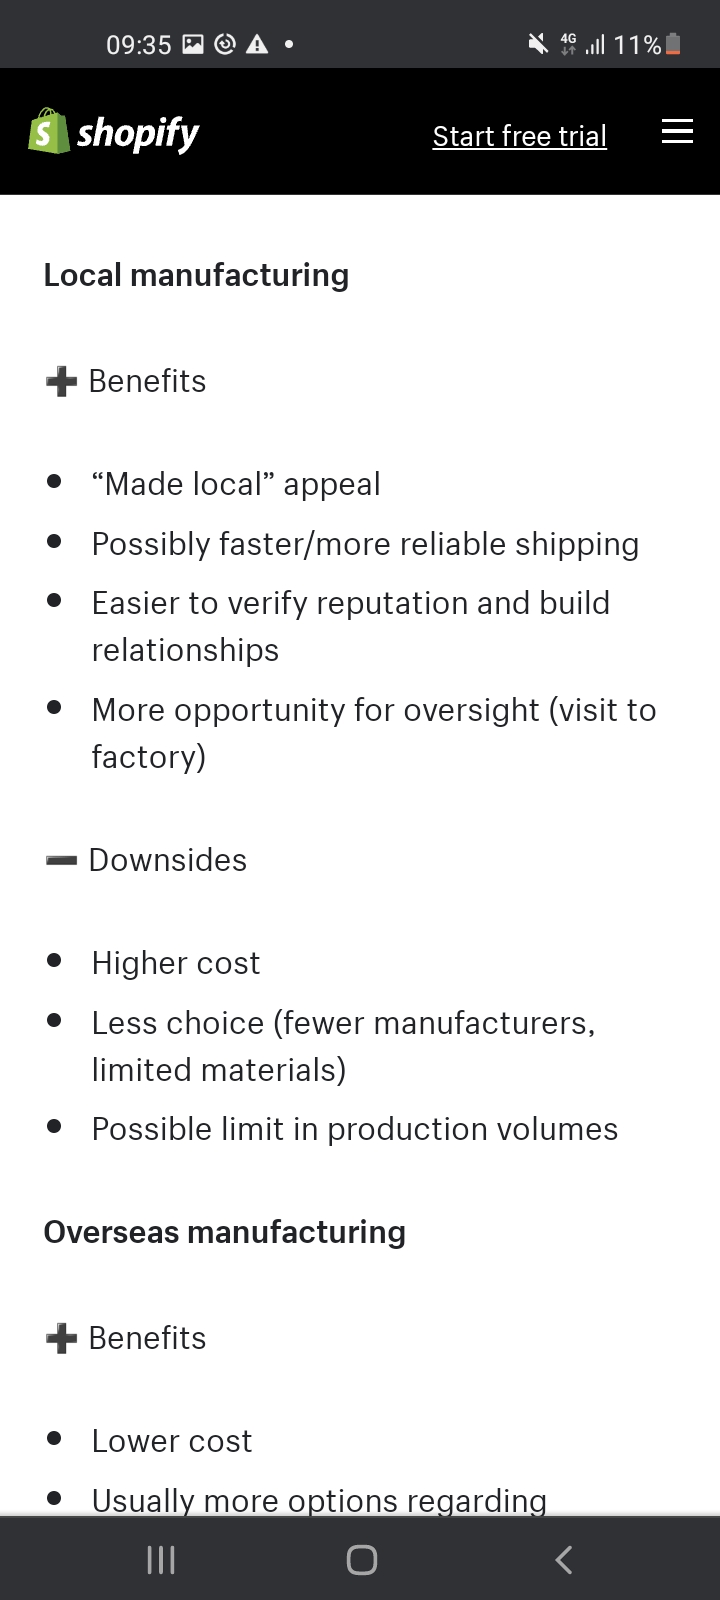 09:35
4G
11%
S shopify
Start free trial
Local manufacturing
➕ Benefits
• “Made local” appeal
• Possibly faster/more reliable shipping
• Easier to verify reputation and build
relationships
• More opportunity for oversight (visit to
factory)
➖ Downsides
• Higher cost
• Less choice (fewer manufacturers,
limited materials)
• Possible limit in production volumes
Overseas manufacturing
➕ Benefits
• Lower cost
• Usually more options regarding